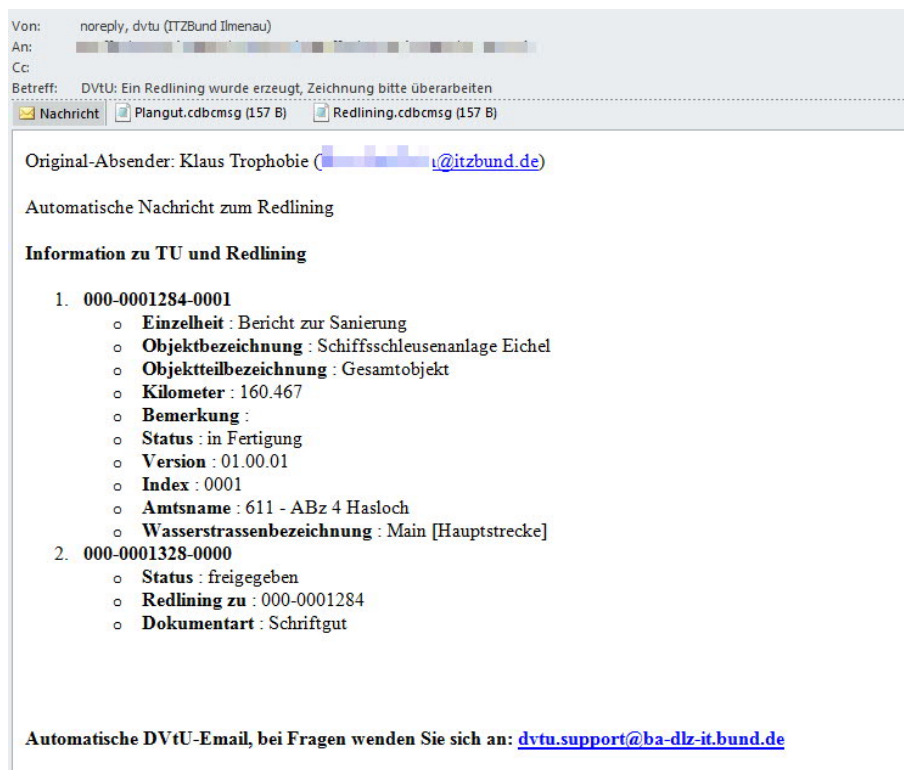 Von: noreply, dvtu (ITZBund Ilmenau)
An:
Cc:
Betreff: DVtU: Ein Redlining wurde erzeugt, Zeichnung bitte überarbeiten
Nachricht Plangut.cdbcmsg (157 B) Redlining.cdbcmsg (157 B)
Original-Absender: Klaus Trophobie ( @itzbund.de)
Automatische Nachricht zum Redlining
Information zu TU und Redlining
1. 000-0001284-0001
o Einzelheit : Bericht zur Sanierung
o Objektbezeichnung : Schiffsschleusenanlage Eichel
o Objektteilbezeichnung : Gesamtobjekt
o Kilometer : 160.467
o Bemerkung :
o Status : in Fertigung
o Version : 01.00.01
o Index : 0001
o Amtsname : 611 - ABz 4 Hasloch
o Wasserstrassenbezeichnung : Main [Hauptstrecke]
2. 000-0001328-0000
o Status : freigegeben
o Redlining zu : 000-0001284
o Dokumentart : Schriftgut
Automatische DVtU-Email, bei Fragen wenden Sie sich an: dvtu.support@ba-dlz-it.bund.de